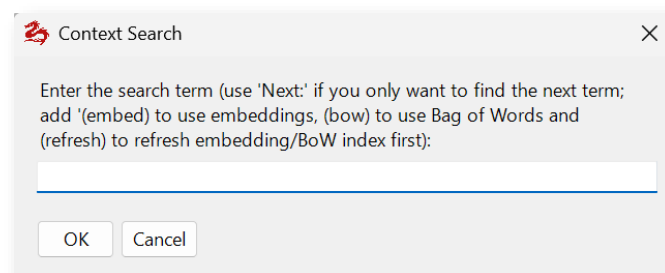 Context Search
Enter the search term (use 'Next:' if you only want to find the next term;
add '(embed) to use embeddings, (bow) to use Bag of Words and
(refresh) to refresh embedding/BoW index first):
OK
Cancel